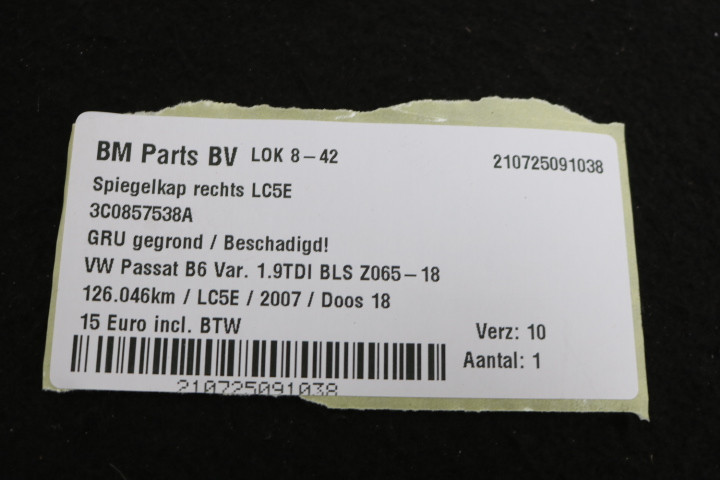 BM Parts BV LOK 8-42 210725091038
Spiegelkap rechts LC5E
3C0857538A
GRU gegrond / Beschadigd!
VW Passat B6 Var. 1.9TDI BLS Z065-18
126.046km / LC5E / 2007 / Doos 18
15 Euro incl. BTW Verz: 10
Aantal: 1
210725091038